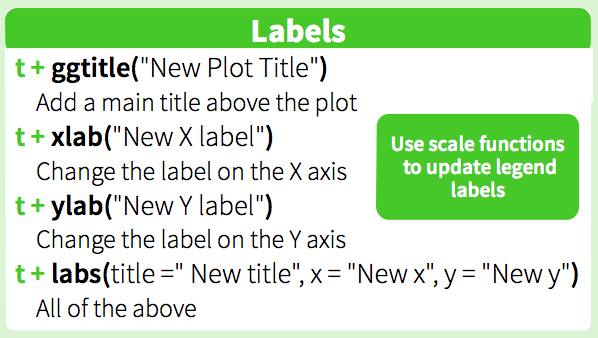 Labels
t + ggtitle("New Plot Title")
Add a main title above the plot
t + xlab("New X label")
Change the label on the X axis
t + ylab("New Y label")
Change the label on the Y axis
t + labs(title =" New title", x = "New x", y = "New y")
All of the above
Use scale functions
to update legend
labels